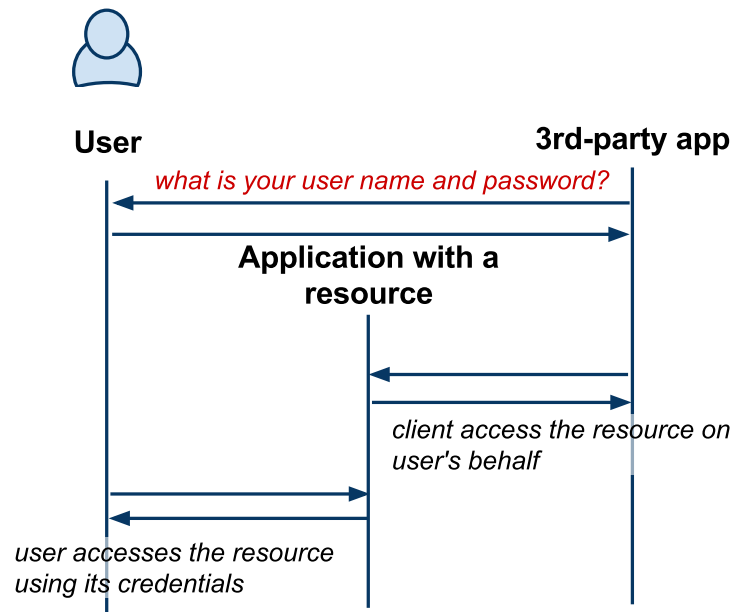 User
3rd-party app
what is your user name and password?
Application with a
resource
client access the resource on
user's behalf
user accesses the resource
using its credentials